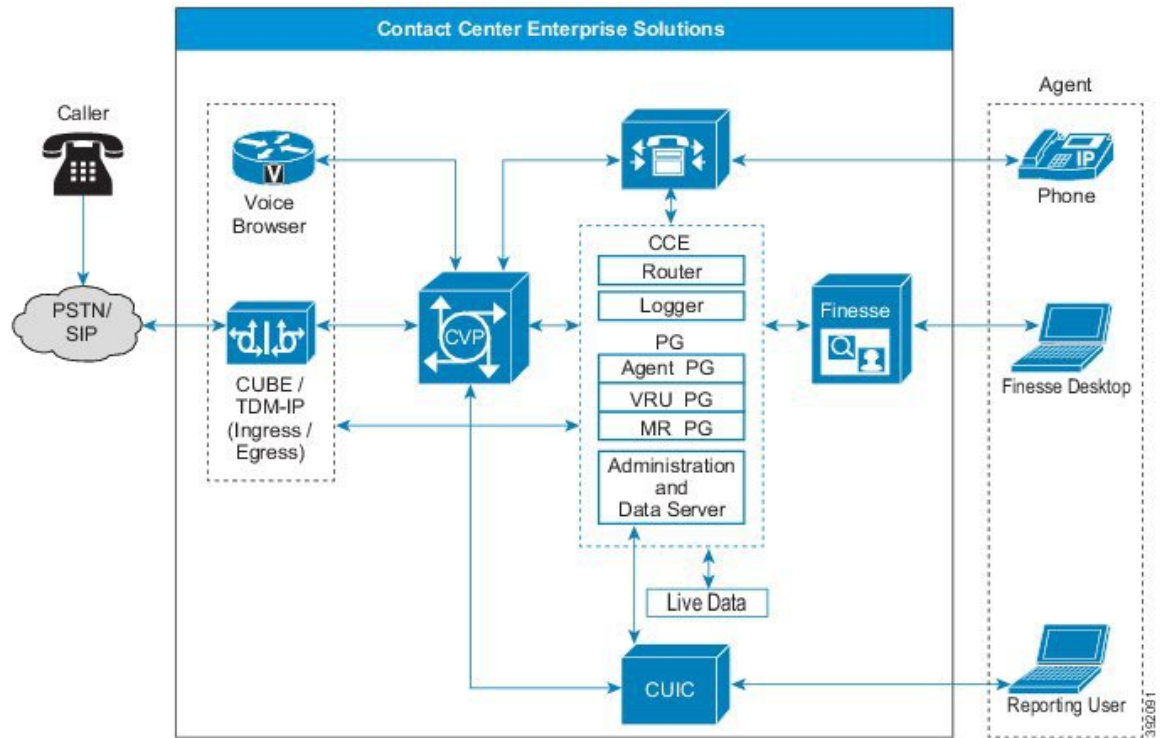 Contact Center Enterprise Solutions
Caller
PSTN/
SIP
V
Voice
Browser
CUBE /
TDM-IP
(Ingress /
Egress)
CVP
CCE
Router
Logger
PG
Agent PG
VRU PG
MR PG
Administration
and
Data Server
Live Data
CUIC
Finesse
Agent
IP
Phone
Finesse Desktop
Reporting User
392091